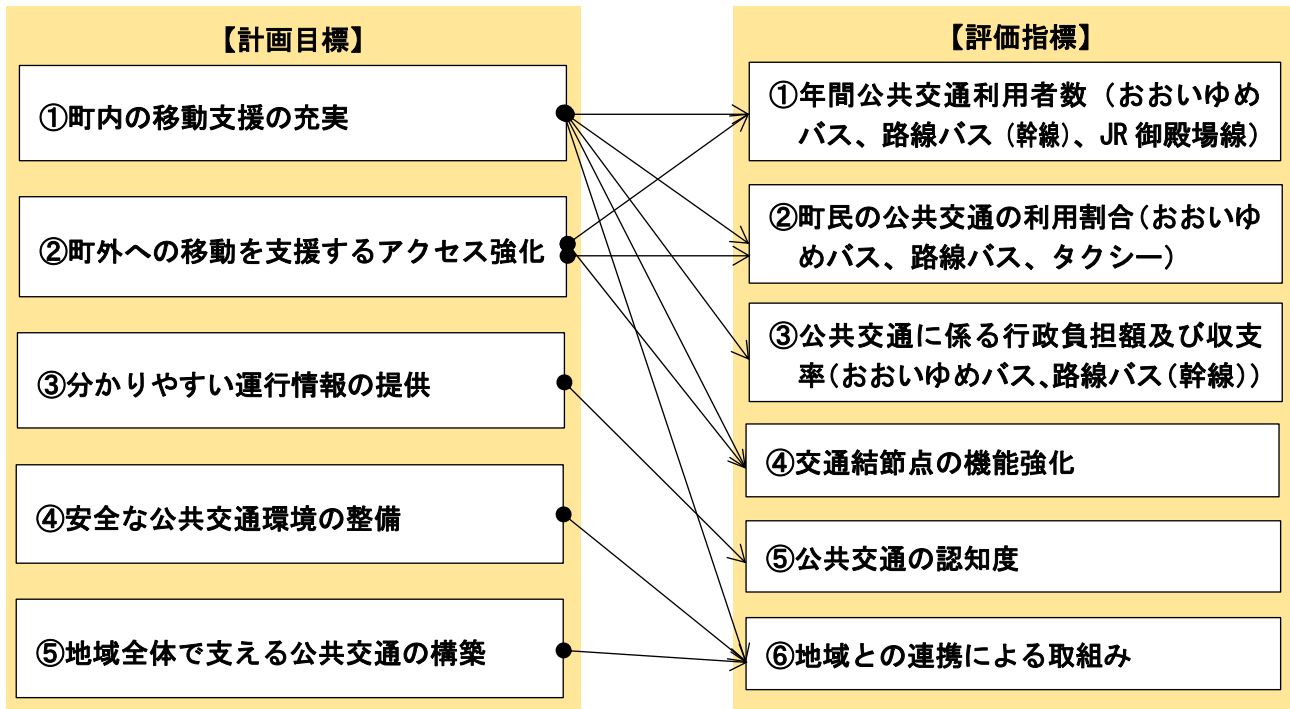 【計画目標】
①町内の移動支援の充実
②町外への移動を支援するアクセス強化
③分かりやすい運行情報の提供
④安全な公共交通環境の整備
⑤地域全体で支える公共交通の構築
【評価指標】
①年間公共交通利用者数（おおいゆめ
バス、路線バス（幹線）、JR御殿場線）
②町民の公共交通の利用割合（おおいゆ
めバス、路線バス、タクシー）
③公共交通に係る行政負担額及び収支
率（おおいゆめバス、路線バス（幹線））
④交通結節点の機能強化
⑤公共交通の認知度
⑥地域との連携による取組み